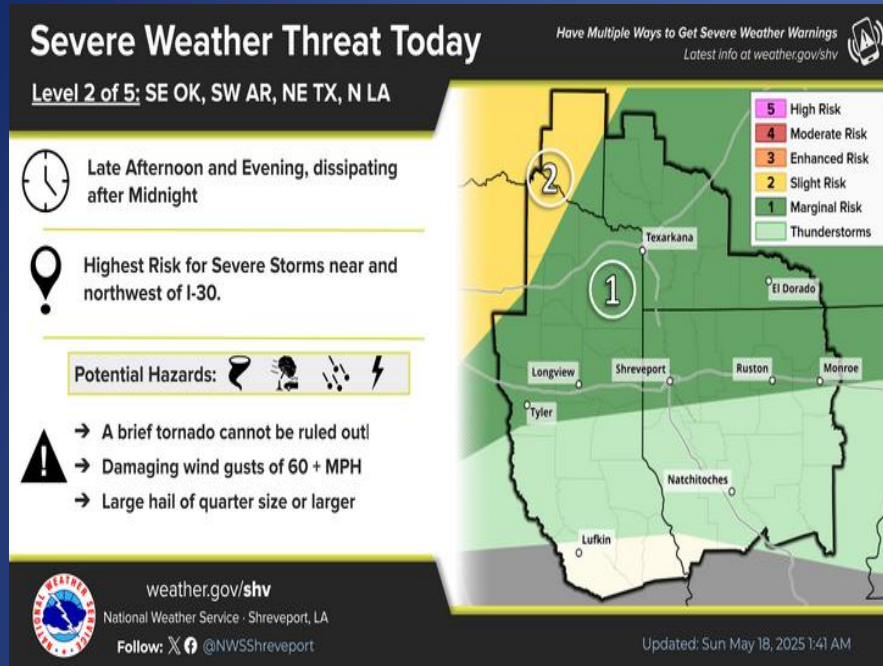 Severe Weather Threat Today
Have Multiple Ways to Get Severe Weather Warnings
Latest info at weather.gov/shv
Level 2 of 5: SE OK, SW AR, NE TX, N LA
Late Afternoon and Evening, dissipating
after Midnight
Highest Risk for Severe Storms near and
northwest of I-30.
Potential Hazards:
→ A brief tornado cannot be ruled out!
→ Damaging wind gusts of 60 + MPH
→ Large hail of quarter size or larger
5 High Risk
4 Moderate Risk
3 Enhanced Risk
2 Slight Risk
1 Marginal Risk
Thunderstorms
2
Texarkana
1
El Dorado
Longview
Shreveport
Ruston
Monroe
Tyler
Natchitoches
Lufkin
NATIONAL WEATHER SERVICE
weather.gov/shv
National Weather Service · Shreveport, LA
Follow: X @NWSShreveport
Updated: Sun May 18, 2025 1:41 AM